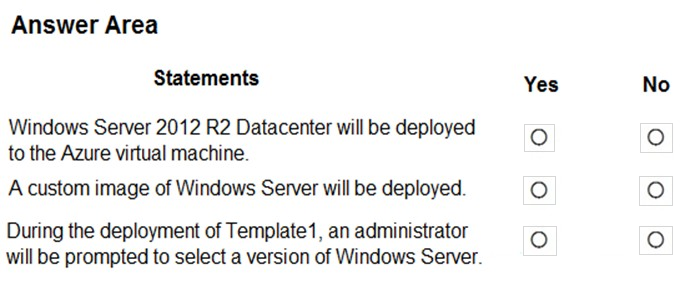 Answer Area
Statements Yes No
Windows Server 2012 R2 Datacenter will be deployed
to the Azure virtual machine.
A custom image of Windows Server will be deployed.
During the deployment of Template1, an administrator
will be prompted to select a version of Windows Server.